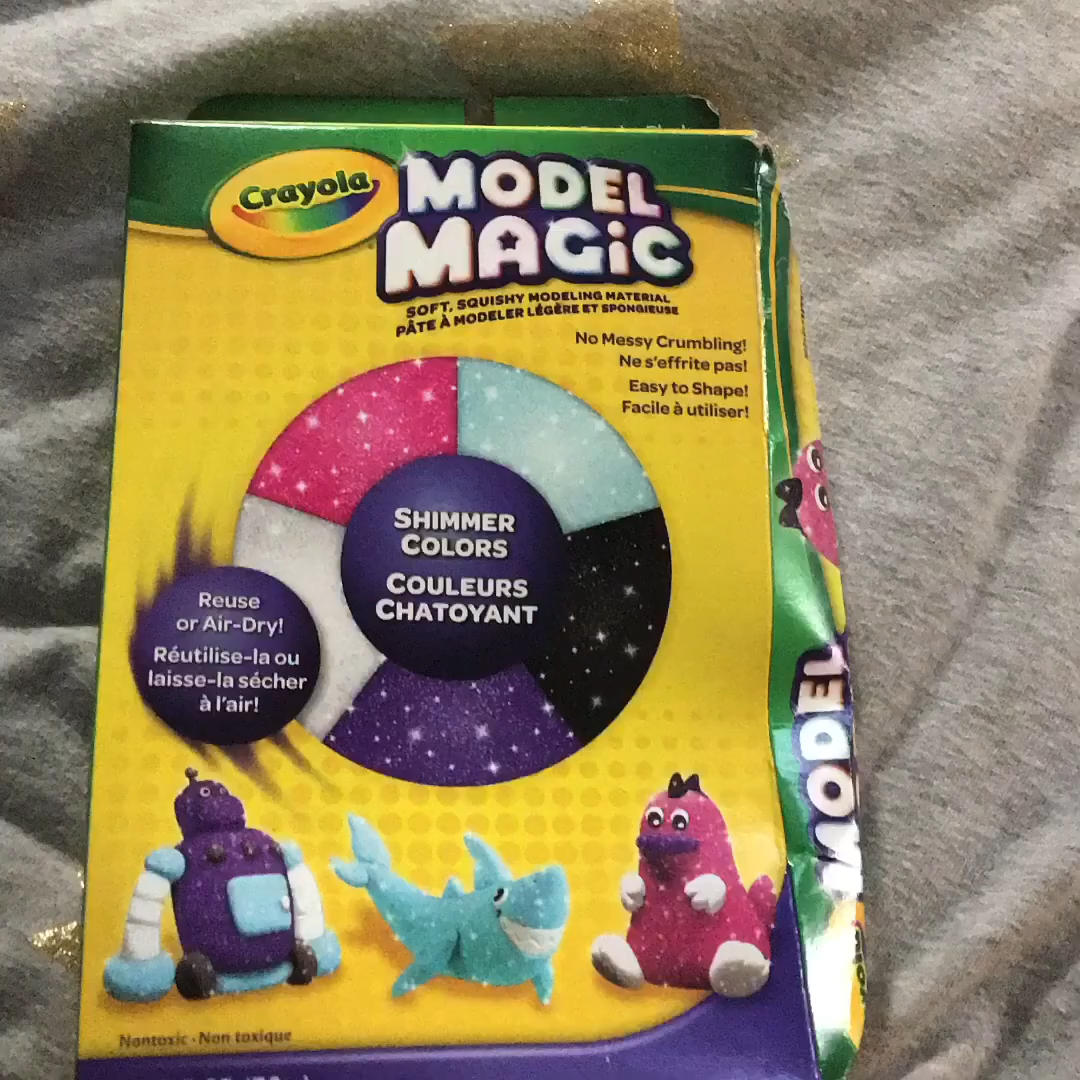 Crayola
MODEL
MAGiC
SOFT, SQUISHY MODELING MATERIAL
PÂTE À MODELER LÉGÈRE ET SPONGIEUSE
No Messy Crumbling!
Ne s'effrite pas!
Easy to Shape!
Facile à utiliser!
SHIMMER
COLORS
COULEURS
CHATOYANT
Reuse
or Air-Dry!
Réutilise-la ou
laisse-la sécher
à l'air!
Nontoxic • Non toxique
MODEL